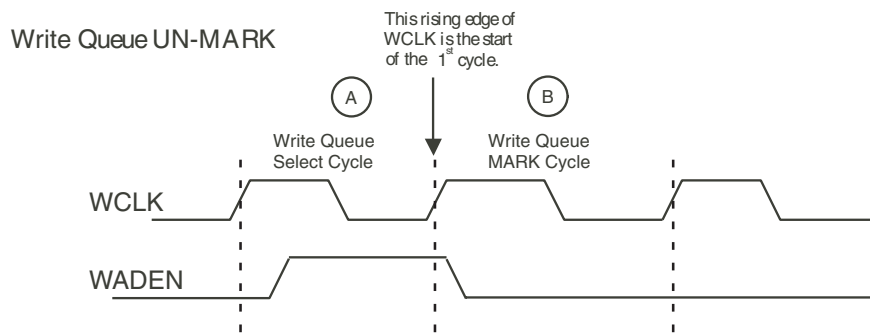 Write Queue UN-MARK
This rising edge of
WCLK is the start
of the 1st cycle.
A
B
Write Queue
Select Cycle
Write Queue
MARK Cycle
WCLK
WADEN